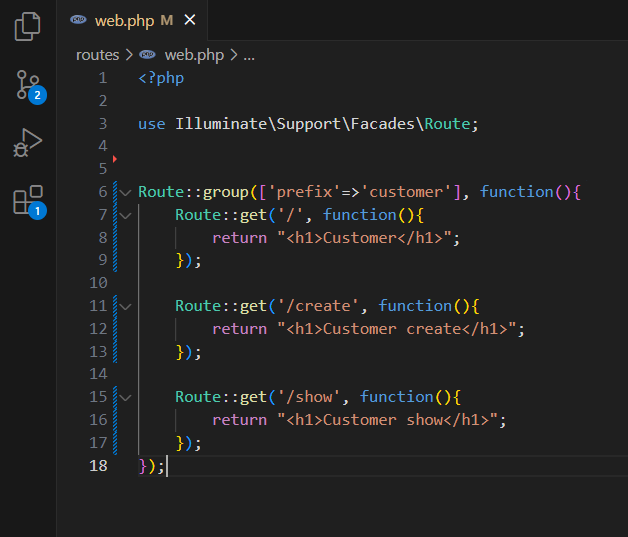 web.php M
routes > web.php > ...
1 <?php
2
3 use Illuminate\Support\Facades\Route;
4
5
6 Route::group(['prefix'=>'customer'], function(){
7     Route::get('/', function(){
8         return "<h1>Customer</h1>";
9     });
10
11     Route::get('/create', function(){
12         return "<h1>Customer create</h1>";
13     });
14
15     Route::get('/show', function(){
16         return "<h1>Customer show</h1>";
17     });
18 });
2
1